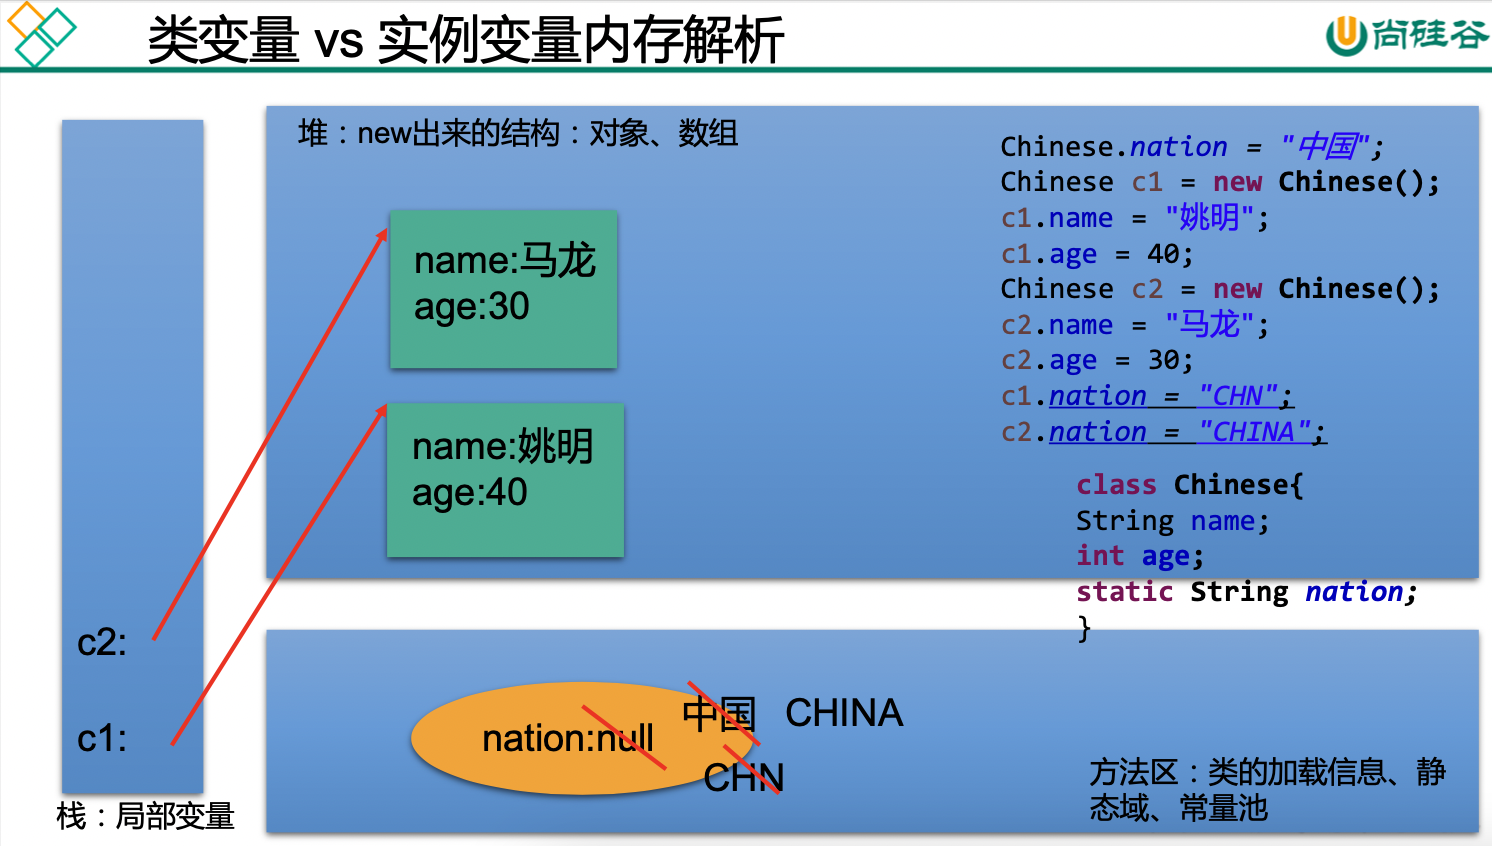 类变量 vs 实例变量内存解析
尚硅谷
堆：new出来的结构：对象、数组
Chinese.nation = "中国";
Chinese c1 = new Chinese();
c1.name = "姚明";
c1.age = 40;
Chinese c2 = new Chinese();
c2.name = "马龙";
c2.age = 30;
c1.nation = "CHN";
c2.nation = "CHINA";
class Chinese{
String name;
int age;
static String nation;
}
name:马龙
age:30
name:姚明
age:40
c2:
c1:
栈：局部变量
nation:null
中国
CHINA
CHN
方法区：类的加载信息、静
态域、常量池